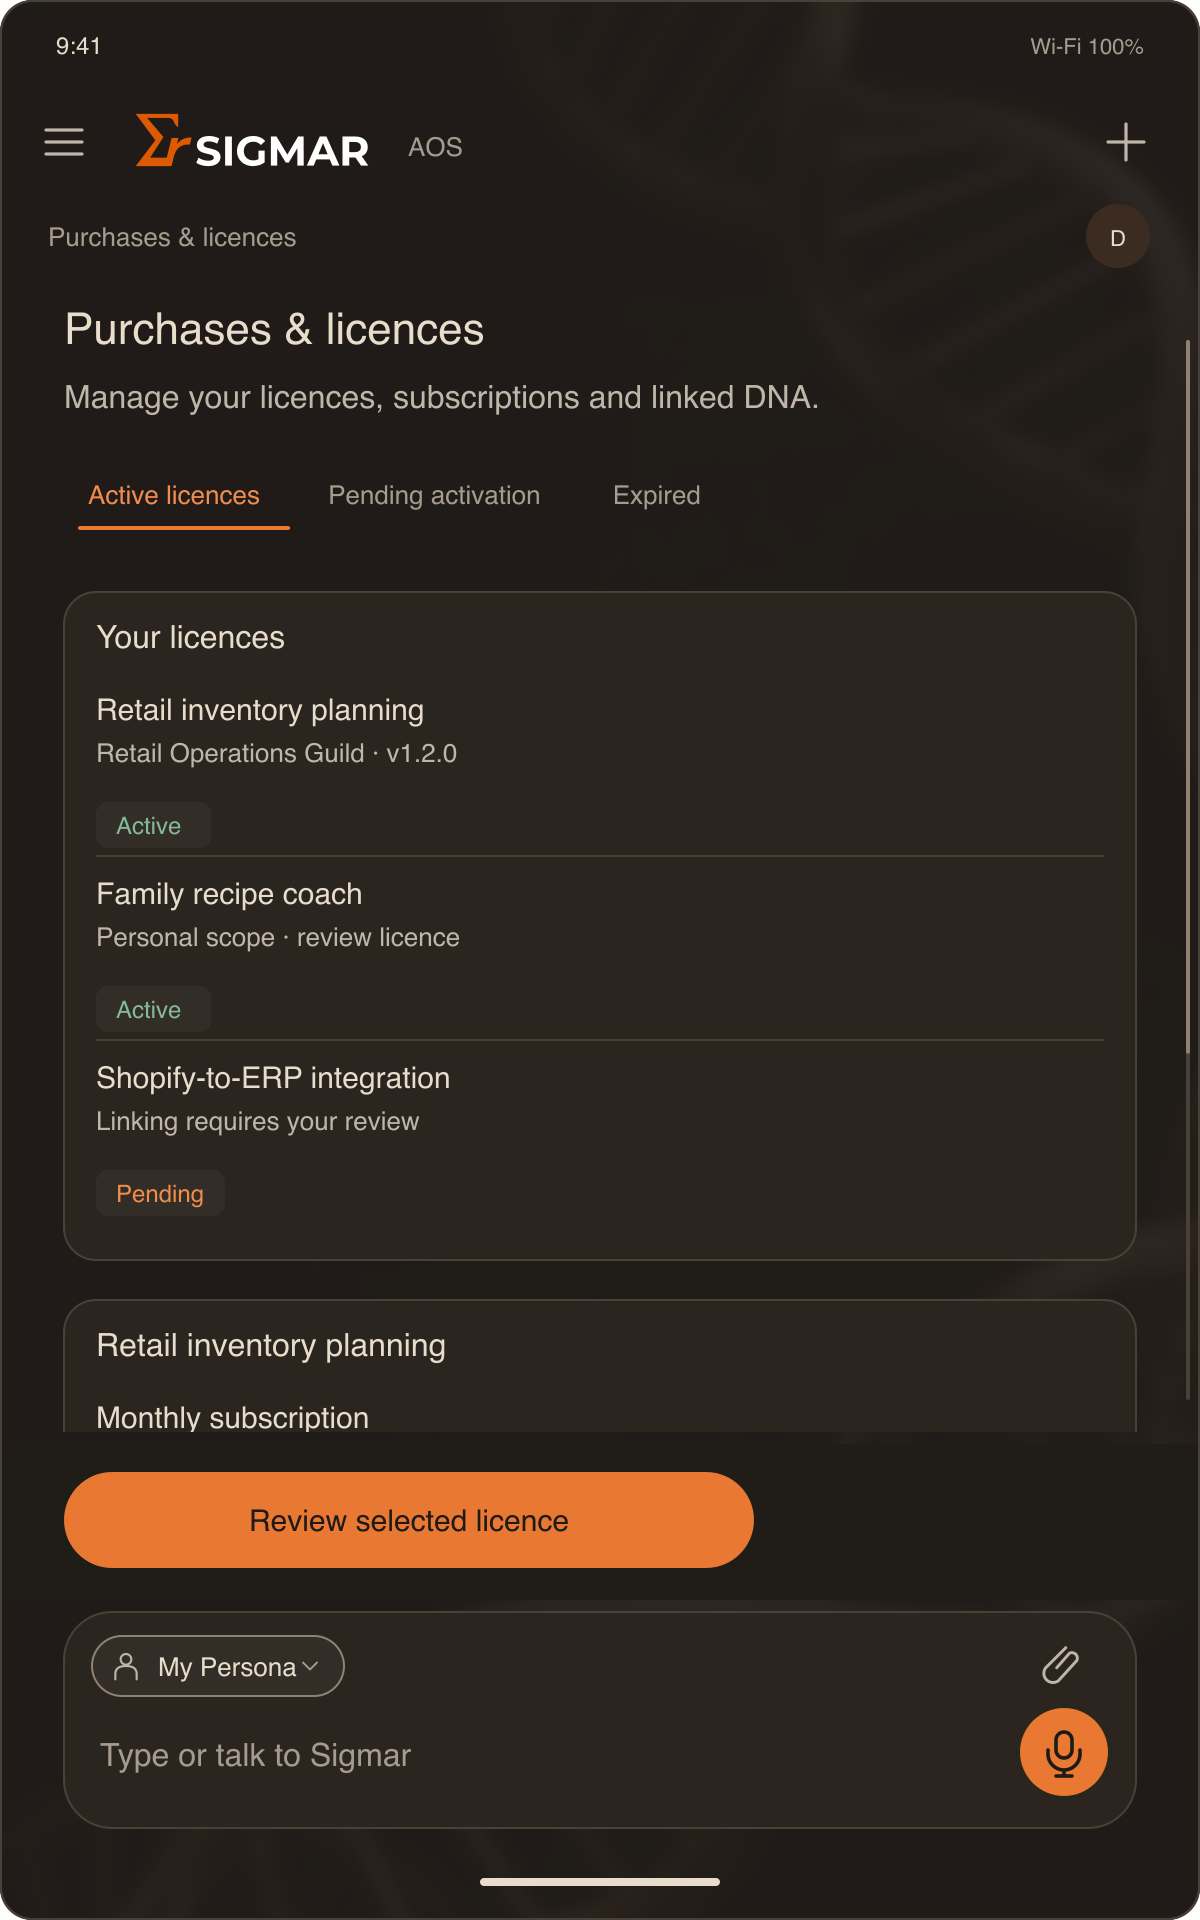 9:41
Wi-Fi 100%
Σr SIGMAR AOS
Purchases & licences
D
Purchases & licences
Manage your licences, subscriptions and linked DNA.
Active licences
Pending activation
Expired
Your licences
Retail inventory planning
Retail Operations Guild · v1.2.0
Active
Family recipe coach
Personal scope · review licence
Active
Shopify-to-ERP integration
Linking requires your review
Pending
Retail inventory planning
Monthly subscription
Review selected licence
My Persona
Type or talk to Sigmar